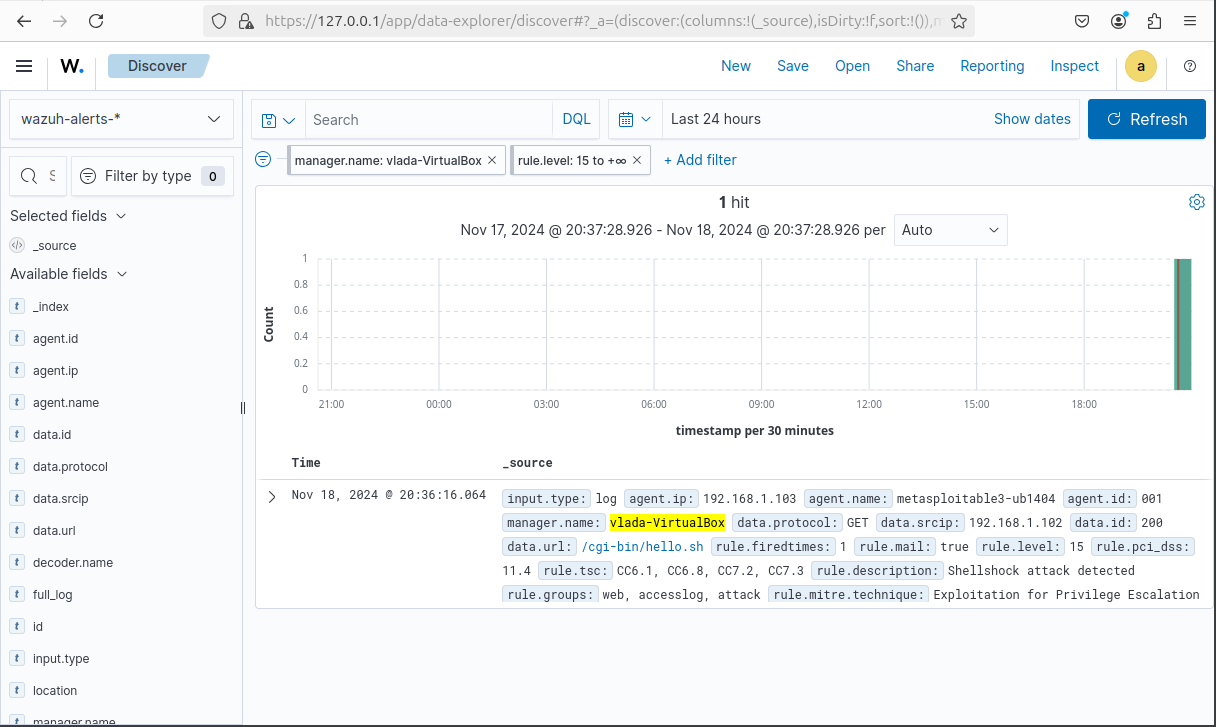 https://127.0.0.1/app/data-explorer/discover#?_a=(discover:(columns:!(_source),isDirty:!f,sort:!()),
W. Discover New Save Open Share Reporting Inspect a
wazuh-alerts-* Search DQL Last 24 hours Show dates Refresh
manager.name: vlada-VirtualBox × rule.level: 15 to +∞ × + Add filter
S Filter by type 0
1 hit
Selected fields
Nov 17, 2024 @ 20:37:28.926 - Nov 18, 2024 @ 20:37:28.926 per Auto
_source
Available fields
_index
agent.id
agent.ip
agent.name
data.id
data.protocol
data.srcip
data.url
decoder.name
full_log
id
input.type
location
manager.name
Count
1
0.8
0.6
0.4
0.2
0
21:00 00:00 03:00 06:00 09:00 12:00 15:00 18:00
timestamp per 30 minutes
Time _source
Nov 18, 2024 @ 20:36:16.064 input.type: log agent.ip: 192.168.1.103 agent.name: metasploitable3-ub1404 agent.id: 001
manager.name: vlada-VirtualBox data.protocol: GET data.srcip: 192.168.1.102 data.id: 200
data.url: /cgi-bin/hello.sh rule.firedtimes: 1 rule.mail: true rule.level: 15 rule.pci_dss:
11.4 rule.tsc: CC6.1, CC6.8, CC7.2, CC7.3 rule.description: Shellshock attack detected
rule.groups: web, accesslog, attack rule.mitre.technique: Exploitation for Privilege Escalation